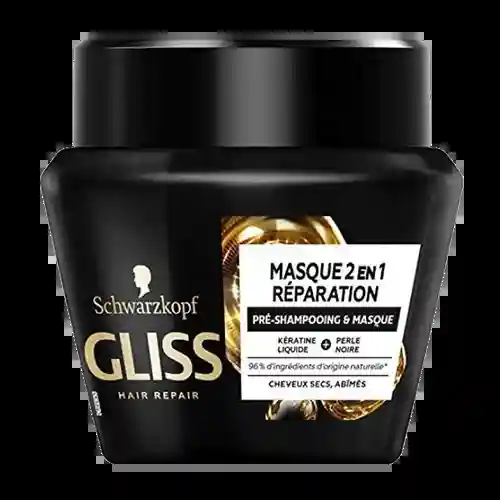 Schwarzkopf
GLISS
HAIR REPAIR
MASQUE 2 EN 1
RÉPARATION
PRÉ-SHAMPOOING & MASQUE
KÉRATINE
LIQUIDE
+
PERLE
NOIRE
96% d'ingrédients d'origine naturelle*
CHEVEUX SECS, ABÎMÉS